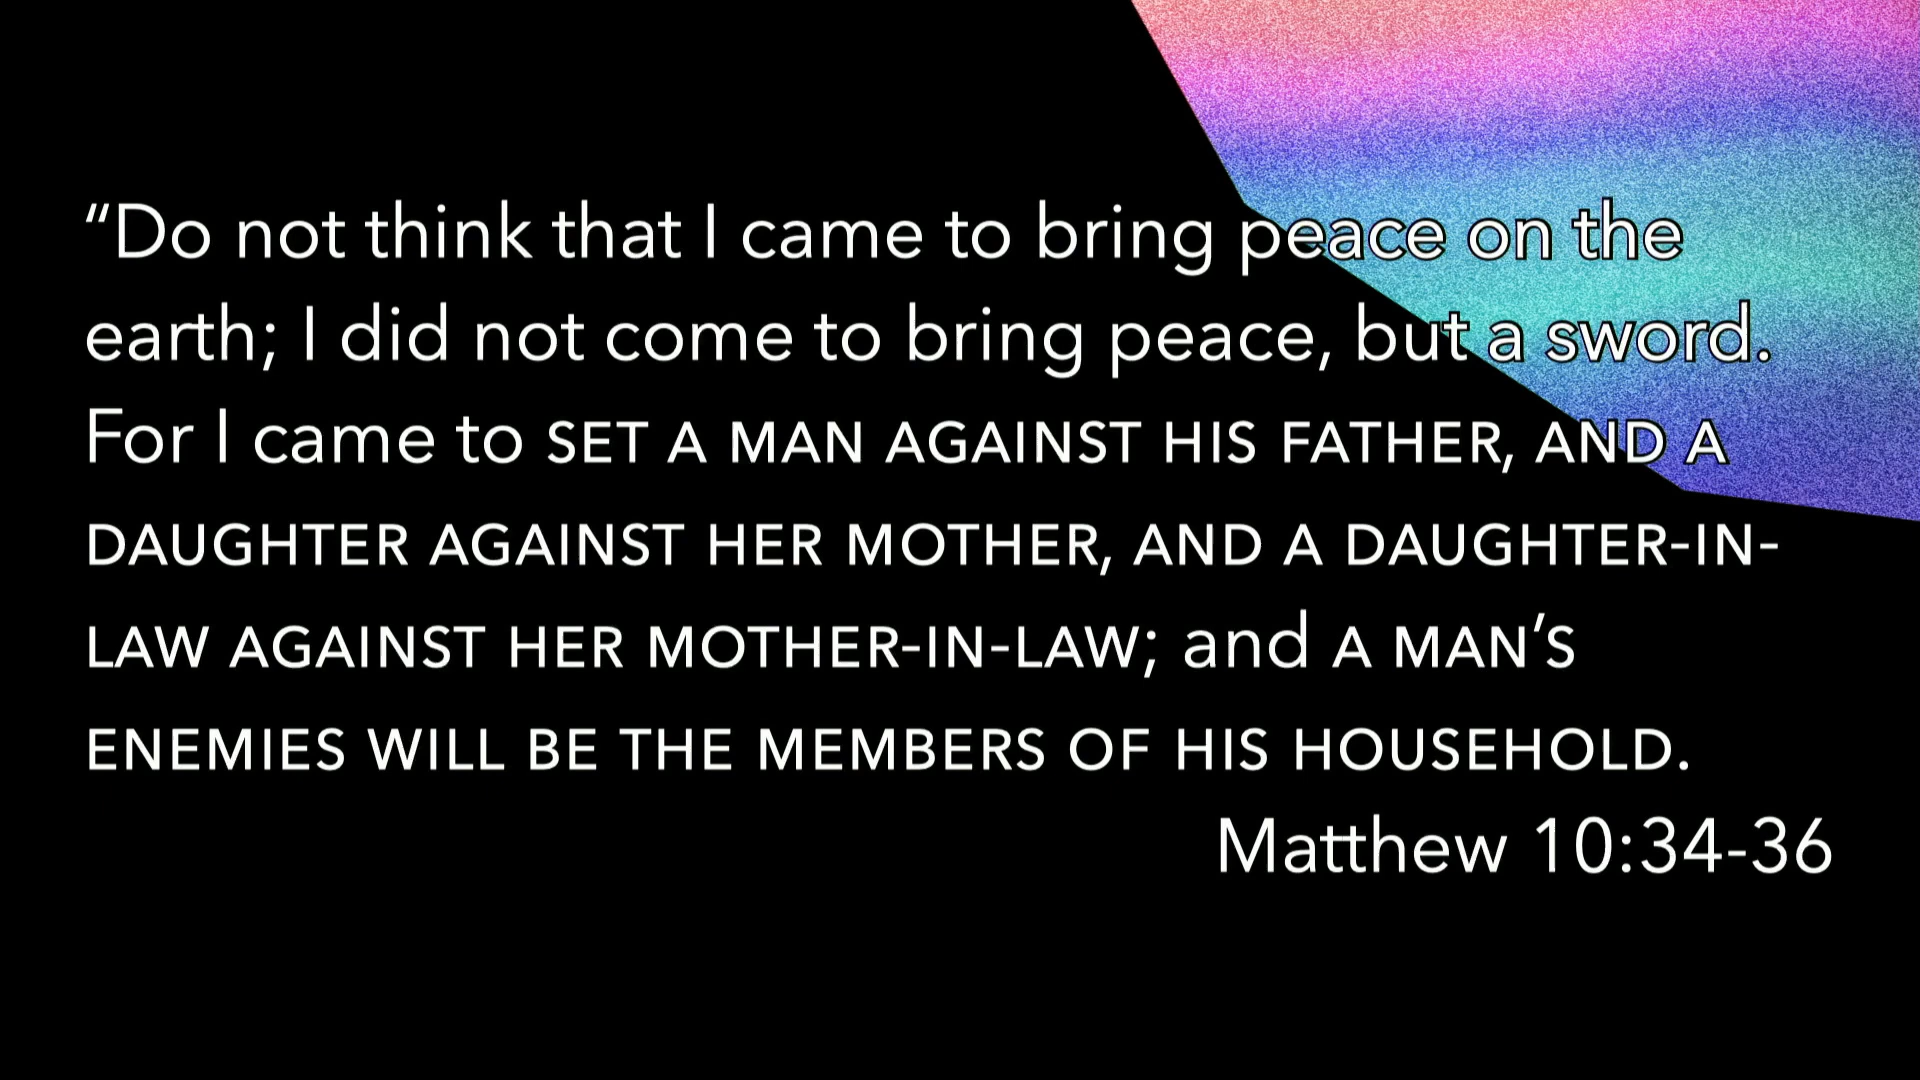 “Do not think that I came to bring peace on the
earth; I did not come to bring peace, but a sword.
For I came to SET A MAN AGAINST HIS FATHER, AND A
DAUGHTER AGAINST HER MOTHER, AND A DAUGHTER-IN-
LAW AGAINST HER MOTHER-IN-LAW; and A MAN’S
ENEMIES WILL BE THE MEMBERS OF HIS HOUSEHOLD.
Matthew 10:34-36